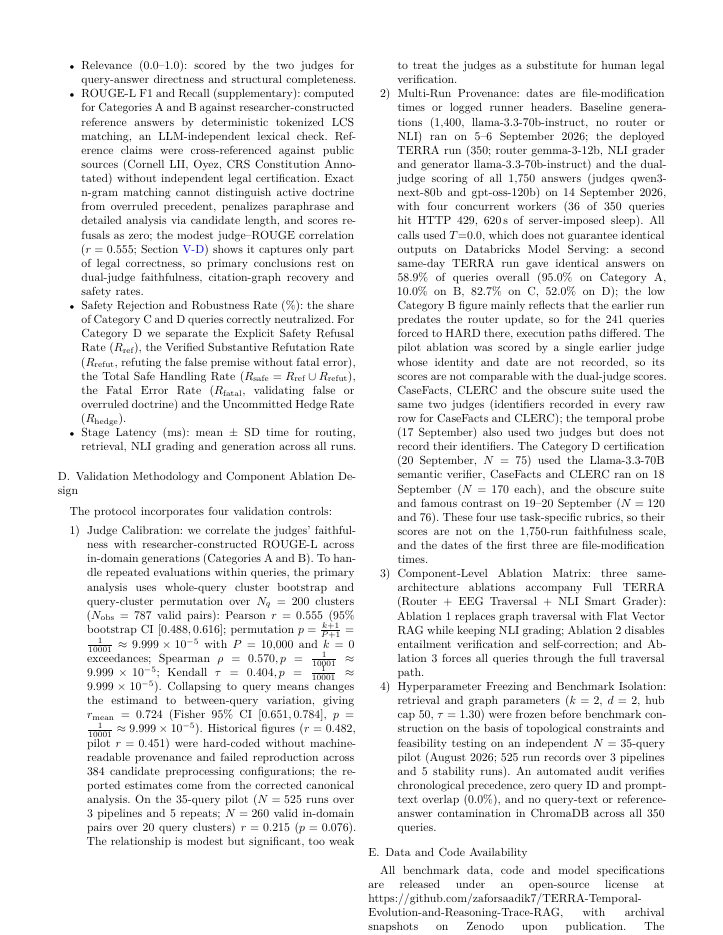 • Relevance (0.0–1.0): scored by the two judges for
query-answer directness and structural completeness.
• ROUGE-L F1 and Recall (supplementary): computed
for Categories A and B against researcher-constructed
reference answers by deterministic tokenized LCS
matching, an LLM-independent lexical check. Ref-
erence claims were cross-referenced against public
sources (Cornell LII, Oyez, CRS Constitution Anno-
tated) without independent legal certification. Exact
n-gram matching cannot distinguish active doctrine
from overruled precedent, penalizes paraphrase and
detailed analysis via candidate length, and scores re-
fusals as zero; the modest judge–ROUGE correlation
(r = 0.555; Section V-D) shows it captures only part
of legal correctness, so primary conclusions rest on
dual-judge faithfulness, citation-graph recovery and
safety rates.
• Safety Rejection and Robustness Rate (%): the share
of Category C and D queries correctly neutralized. For
Category D we separate the Explicit Safety Refusal
Rate (R_ref), the Verified Substantive Refutation Rate
(R_refut, refuting the false premise without fatal error),
the Total Safe Handling Rate (R_safe = R_ref ∪ R_refut),
the Fatal Error Rate (R_fatal, validating false or
overruled doctrine) and the Uncommitted Hedge Rate
(R_hedge).
• Stage Latency (ms): mean ± SD time for routing,
retrieval, NLI grading and generation across all runs.
D. Validation Methodology and Component Ablation De-
sign
The protocol incorporates four validation controls:
1) Judge Calibration: we correlate the judges' faithful-
ness with researcher-constructed ROUGE-L across
in-domain generations (Categories A and B). To han-
dle repeated evaluations within queries, the primary
analysis uses whole-cluster bootstrap and
query-cluster permutation over N_q = 200 clusters
(N_obs = 787 valid pairs): Pearson r = 0.555 (95%
bootstrap CI [0.488, 0.616]; permutation p = k+1/P+1 =
1/10001 ≈ 9.999 × 10⁻⁵ with P = 10,000 and k = 0
exceedances; Spearman ρ = 0.570, p = 1/10001 ≈
9.999 × 10⁻⁵; Kendall τ = 0.404, p = 1/10001 ≈
9.999 × 10⁻⁵). Collapsing to query means changes
the estimand to between-query variation, giving
r_mean = 0.724 (Fisher 95% CI [0.651, 0.784], p =
1/10001 ≈ 9.999 × 10⁻⁵). Historical figures (r = 0.482,
pilot r = 0.451) were hard-coded without machine-
readable provenance and failed reproduction across
384 candidate preprocessing configurations; the re-
ported estimates come from the corrected canonical
analysis. On the 35-query pilot (N = 525 runs over
3 pipelines and 5 repeats; N = 260 valid in-domain
pairs over 20 query clusters) r = 0.215 (p = 0.076).
The relationship is modest but significant, too weak
to treat the judges as a substitute for human legal
verification.
2) Multi-Run Provenance: dates are file-modification
times or logged runner headers. Baseline genera-
tions (1,400, llama-3.3-70b-instruct, no router or
NLI) ran on 5–6 September 2026; the deployed
TERRA run (350; router gemma-3-12b, NLI grader
and generator llama-3.3-70b-instruct) and the dual-
judge scoring of all 1,750 answers (judges qwen3-
next-80b and gpt-oss-120b) on 14 September 2026,
with four concurrent workers (36 of 350 queries
hit HTTP 429, 620 s of server-imposed sleep). All
calls used T=0.0, which does not guarantee identical
outputs on Databricks Model Serving: a second
same-day TERRA run gave identical answers on
58.9% of queries overall (95.0% on Category A,
10.0% on B, 82.7% on C, 52.0% on D); the low
Category B figure mainly reflects that the earlier run
predates the router update, so for the 241 queries
forced to HARD there, execution paths differed. The
pilot ablation was scored by a single earlier judge
whose identity and date are not recorded, so its
scores are not comparable with the dual-judge scores.
CaseFacts, CLERC and the obscure suite used the
same two judges (identifiers recorded in every raw
row for CaseFacts and CLERC); the temporal probe
(17 September) also used two judges but does not
record their identifiers. The Category D certification
(20 September, N = 75) used the Llama-3.3-70B
semantic verifier, CaseFacts and CLERC ran on 18
September (N = 170 each), and the obscure suite
and famous contrast on 19–20 September (N = 120
and 76). These four use task-specific rubrics, so their
scores are not on the 1,750-run faithfulness scale,
and the dates of the first three are file-modification
times.
3) Component-Level Ablation Matrix: three same-
architecture ablations accompany Full TERRA
(Router + EEG Traversal + NLI Smart Grader):
Ablation 1 replaces graph traversal with Flat Vector
RAG while keeping NLI grading; Ablation 2 disables
entailment verification and self-correction; and Ab-
lation 3 forces all queries through the full traversal
path.
4) Hyperparameter Freezing and Benchmark Isolation:
retrieval and graph parameters (k = 2, d = 2, hub
cap 50, τ = 1.30) were frozen before benchmark con-
struction on the basis of topological constraints and
feasibility testing on an independent N = 35-query
pilot (August 2026; 525 run records over 3 pipelines
and 5 stability runs). An automated audit verifies
chronological precedence, zero query ID and prompt-
text overlap (0.0%), and no query-text or reference-
answer contamination in ChromaDB across all 350
queries.
E. Data and Code Availability
All benchmark data, code and model specifications
are released under an open-source license at
https://github.com/zaforsaadik7/TERRA-Temporal-
Evolution-and-Reasoning-Trace-RAG, with archival
snapshots on Zenodo upon publication. The